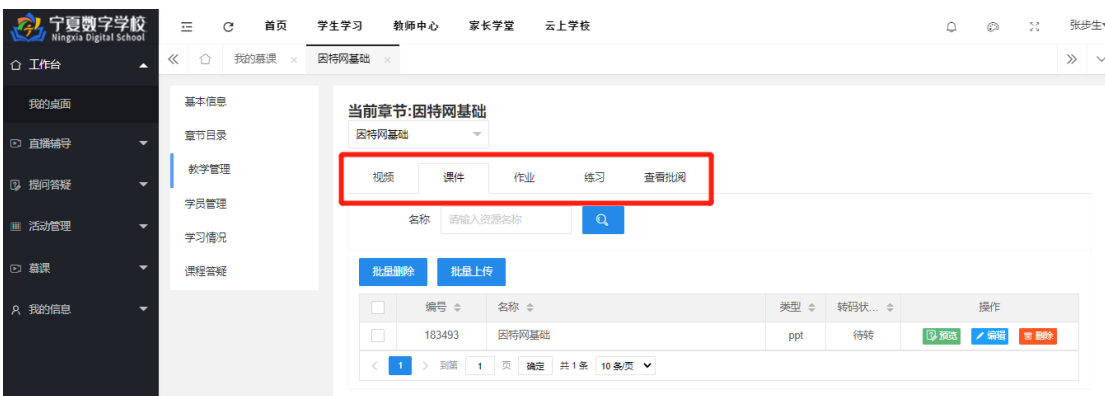 宁夏数字学校
Ningxia Digital School
首页 学生学习 教师中心 家长学堂 云上学校 张步生
工作台
我的慕课 × 因特网基础 ×
我的桌面
直播辅导
提问答疑
活动管理
慕课
我的信息
基本信息
章节目录
教学管理
学员管理
学习情况
课程答疑
当前章节:因特网基础
因特网基础
视频 课件 作业 练习 查看批阅
名称 请输入资源名称
批量删除 批量上传
编号 名称 类型 转码状... 操作
183493 因特网基础 ppt 待转 预览 编辑 删除
1 到第 1 页 确定 共 1 条 10 条/页